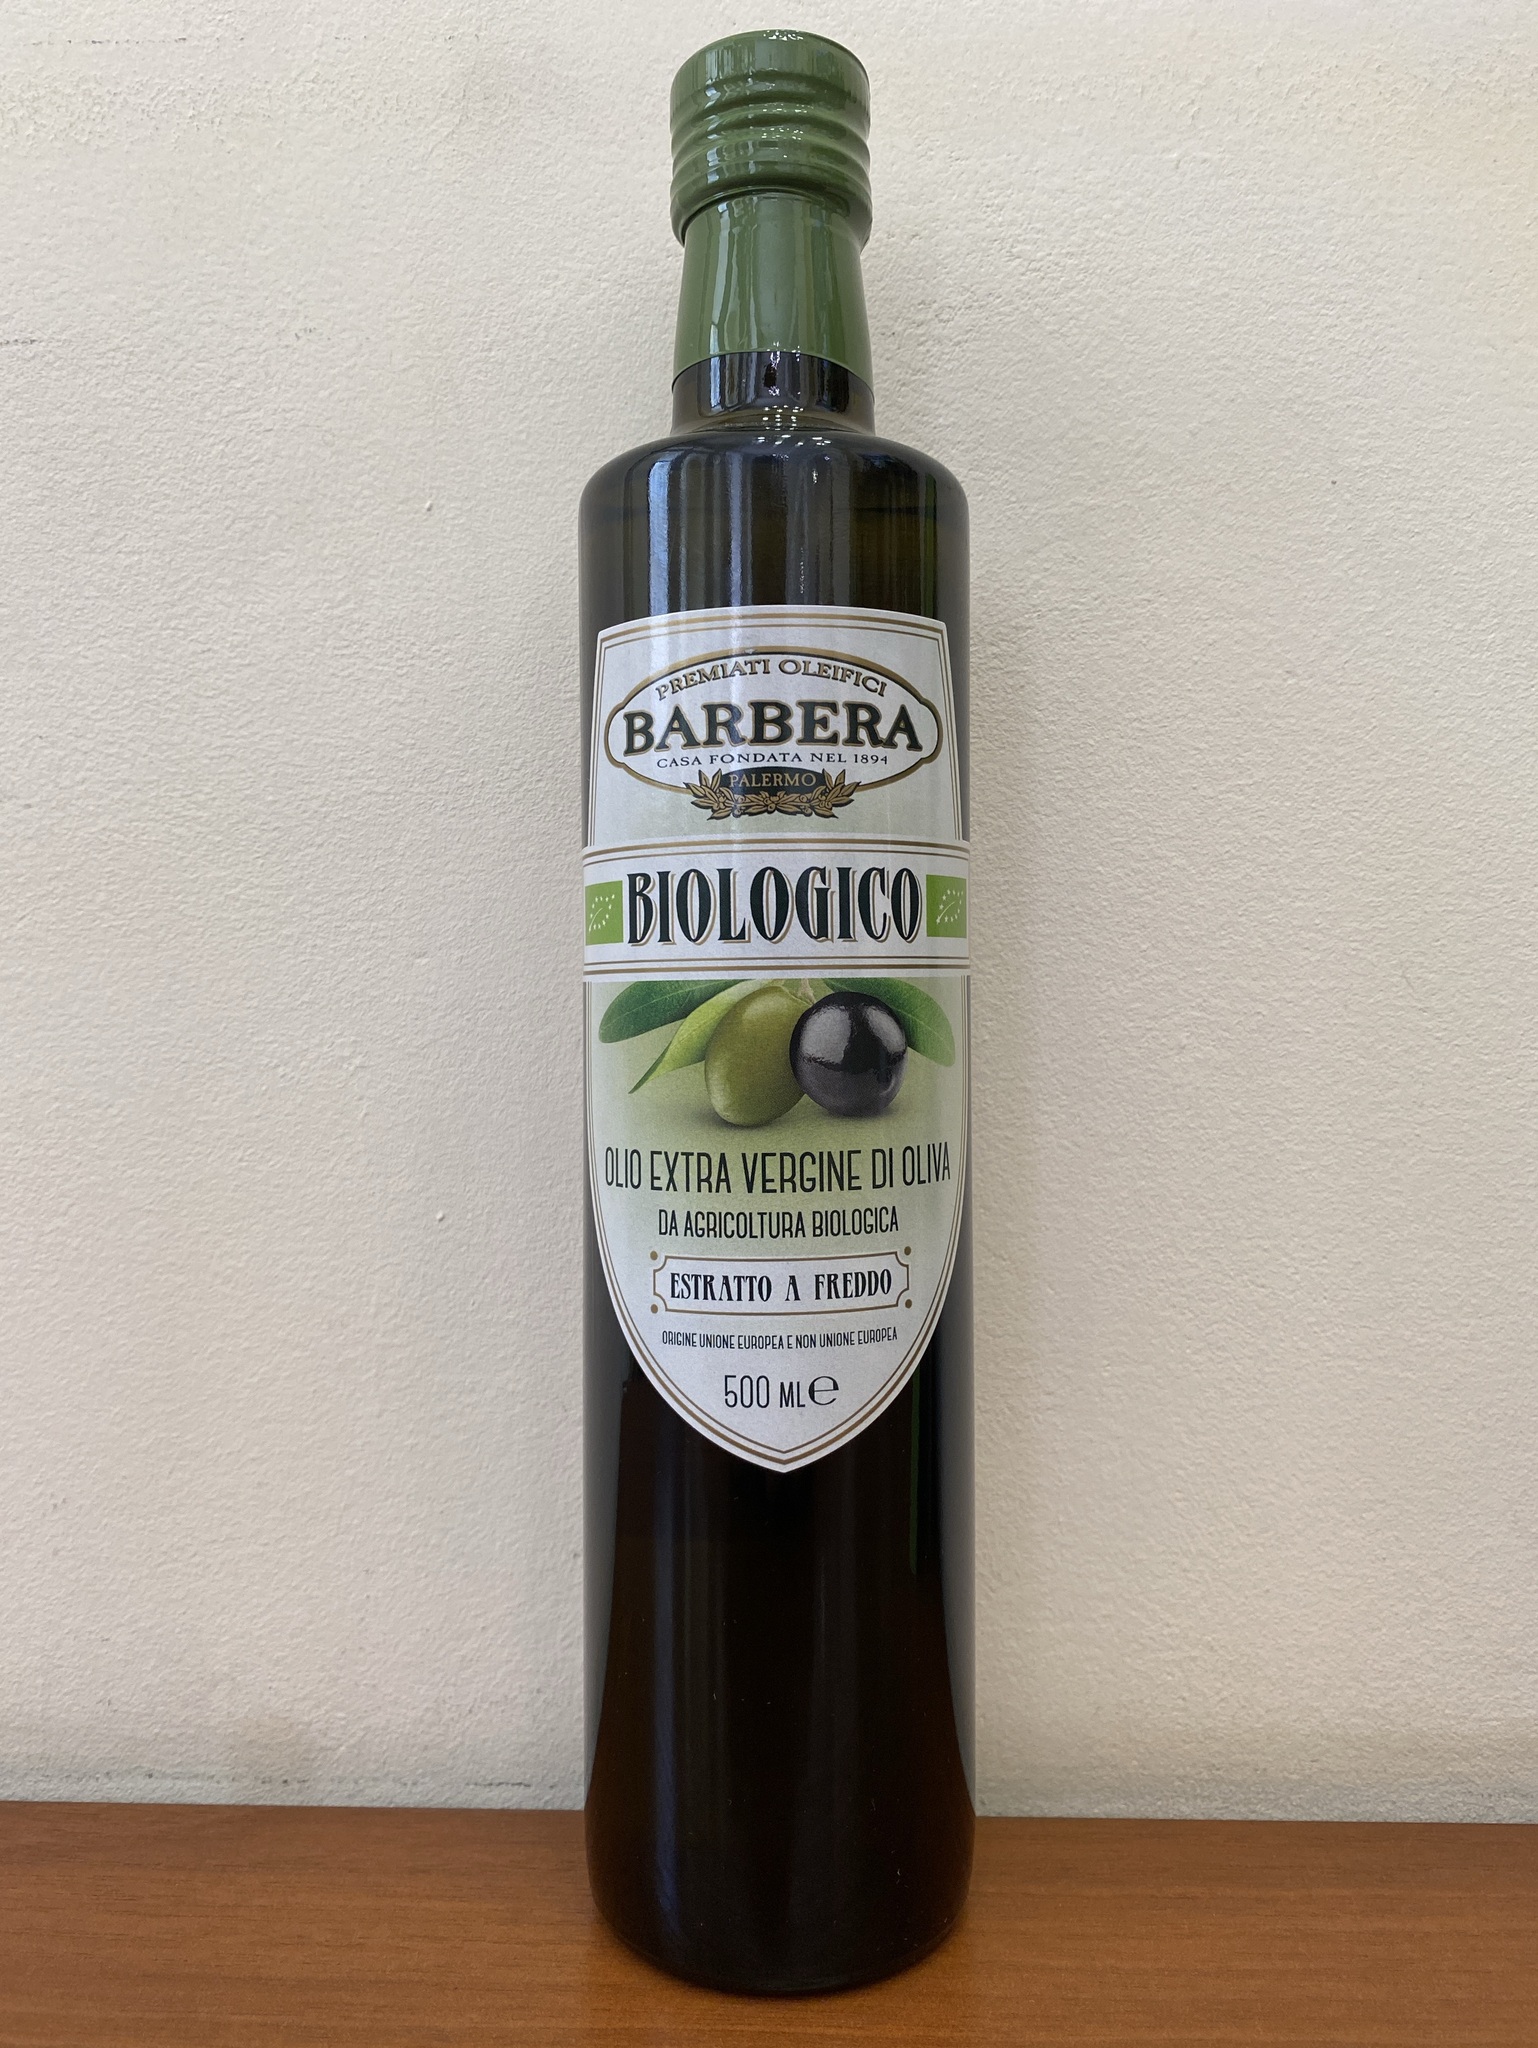 PREMIATI OLEIFICI
BARBERA
CASA FONDATA NEL 1894
PALERMO
BIOLOGICO
OLIO EXTRA VERGINE DI OLIVA
DA AGRICOLTURA BIOLOGICA
ESTRATTO A FREDDO
ORIGINE UNIONE EUROPEA E NON UNIONE EUROPEA
500 ML ℮